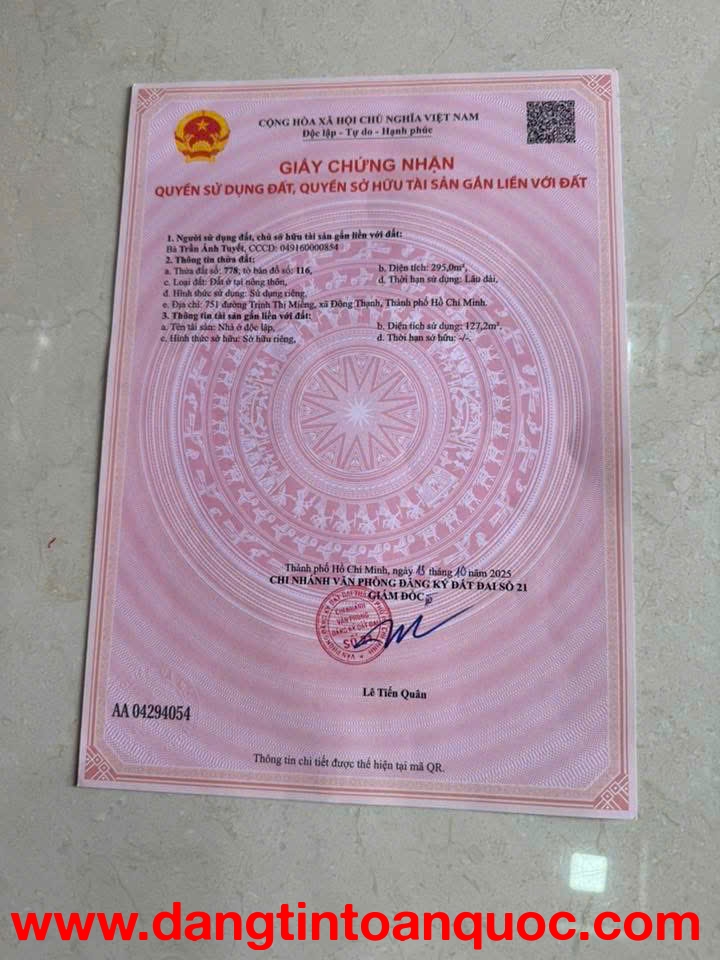 CỘNG HÒA XÃ HỘI CHỦ NGHĨA VIỆT NAM
Độc lập - Tự do - Hạnh phúc
GIẤY CHỨNG NHẬN
QUYỀN SỬ DỤNG ĐẤT, QUYỀN SỞ HỮU TÀI SẢN GẮN LIỀN VỚI ĐẤT
1. Người sử dụng đất, chủ sở hữu tài sản gắn liền với đất:
Bà Trần Ánh Tuyết, CCCD: 049160000854
2. Thông tin thửa đất:
a. Thửa đất số: 778; tờ bản đồ số: 116, b. Diện tích: 295,0m²,
c. Loại đất: Đất ở tại nông thôn, d. Thời hạn sử dụng: Lâu dài,
đ. Hình thức sử dụng: Sử dụng riêng,
e. Địa chỉ: 751 đường Trịnh Thị Miếng, xã Đông Thạnh, Thành phố Hồ Chí Minh.
3. Thông tin tài sản gắn liền với đất:
a. Tên tài sản: Nhà ở độc lập, b. Diện tích sử dụng: 127,2m²,
c. Hình thức sở hữu: Sở hữu riêng, d. Thời hạn sở hữu: -/-.
Thành phố Hồ Chí Minh, ngày 13 tháng 10 năm 2025
CHI NHÁNH VĂN PHÒNG ĐĂNG KÝ ĐẤT ĐAI SỐ 21
GIÁM ĐỐC
CHI NHÁNH
VĂN PHÒNG
ĐĂNG KÝ ĐẤT ĐAI
Lê Tiến Quân
AA 04294054
Thông tin chi tiết được thể hiện tại mã QR.
www.dangtintoanquoc.com